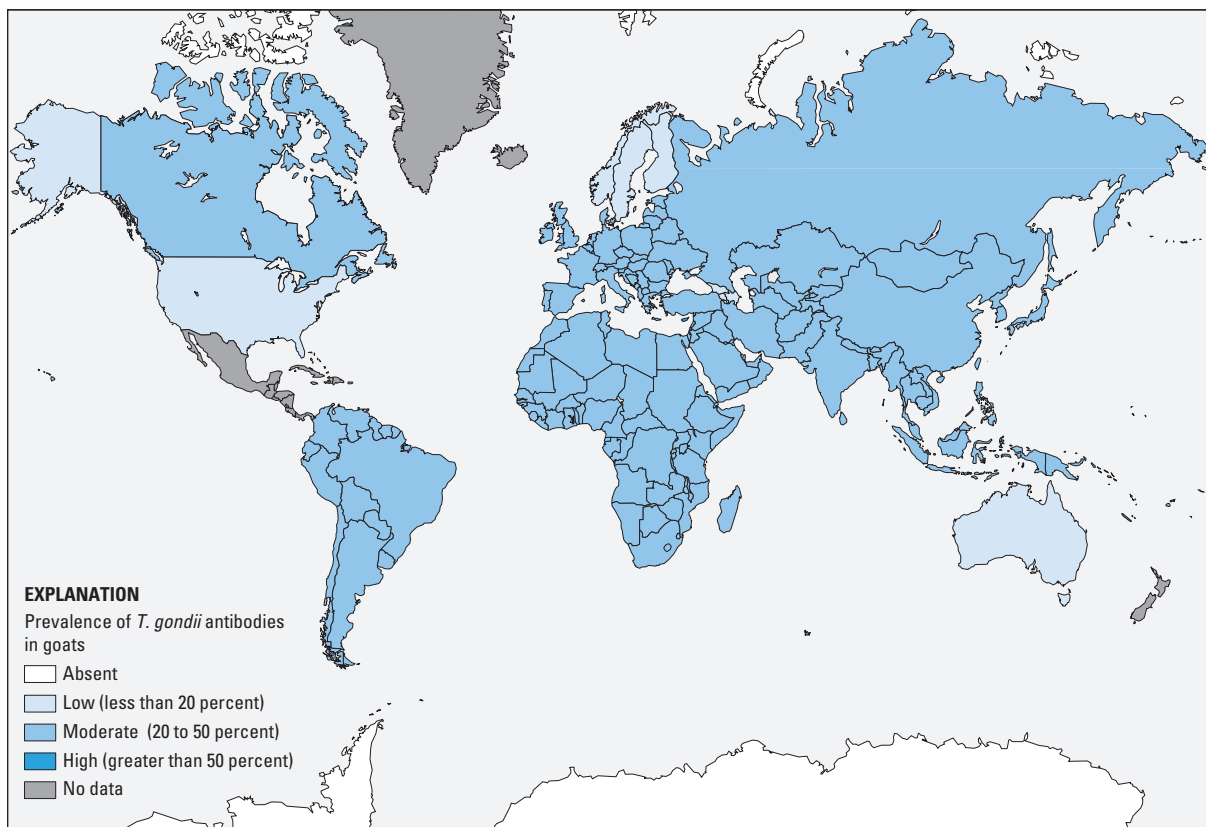 EXPLANATION
Prevalence of T. gondii antibodies
in goats
Absent
Low (less than 20 percent)
Moderate (20 to 50 percent)
High (greater than 50 percent)
No data